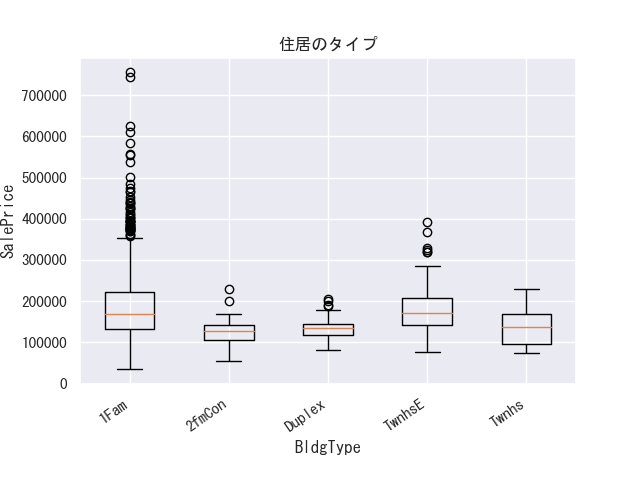 住居のタイプ
SalePrice
700000
600000
500000
400000
300000
200000
100000
0
1Fam
2fmCon
Duplex
TwnhsE
Twnhs
BldgType